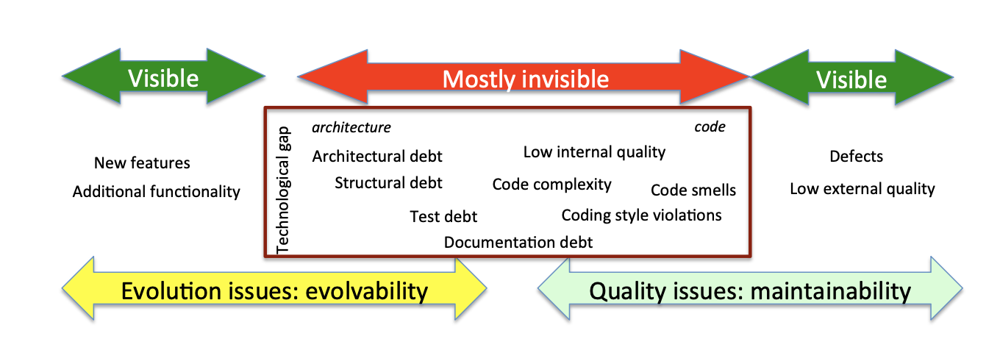 Visible
Mostly invisible
Visible
New features
Additional functionality
Technological gap
architecture
code
Architectural debt
Low internal quality
Structural debt
Code complexity
Code smells
Test debt
Coding style violations
Documentation debt
Defects
Low external quality
Evolution issues: evolvability
Quality issues: maintainability